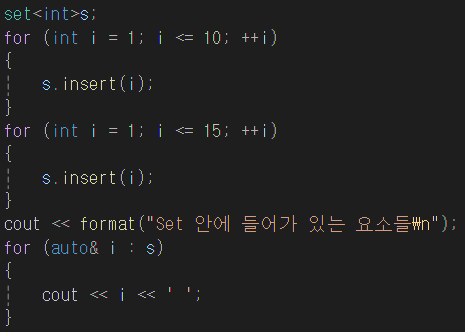 set<int>s;
for (int i = 1; i <= 10; ++i)
{
    s.insert(i);
}
for (int i = 1; i <= 15; ++i)
{
    s.insert(i);
}
cout << format("Set 안에 들어가 있는 요소들₩n");
for (auto& i : s)
{
    cout << i << ' ';
}